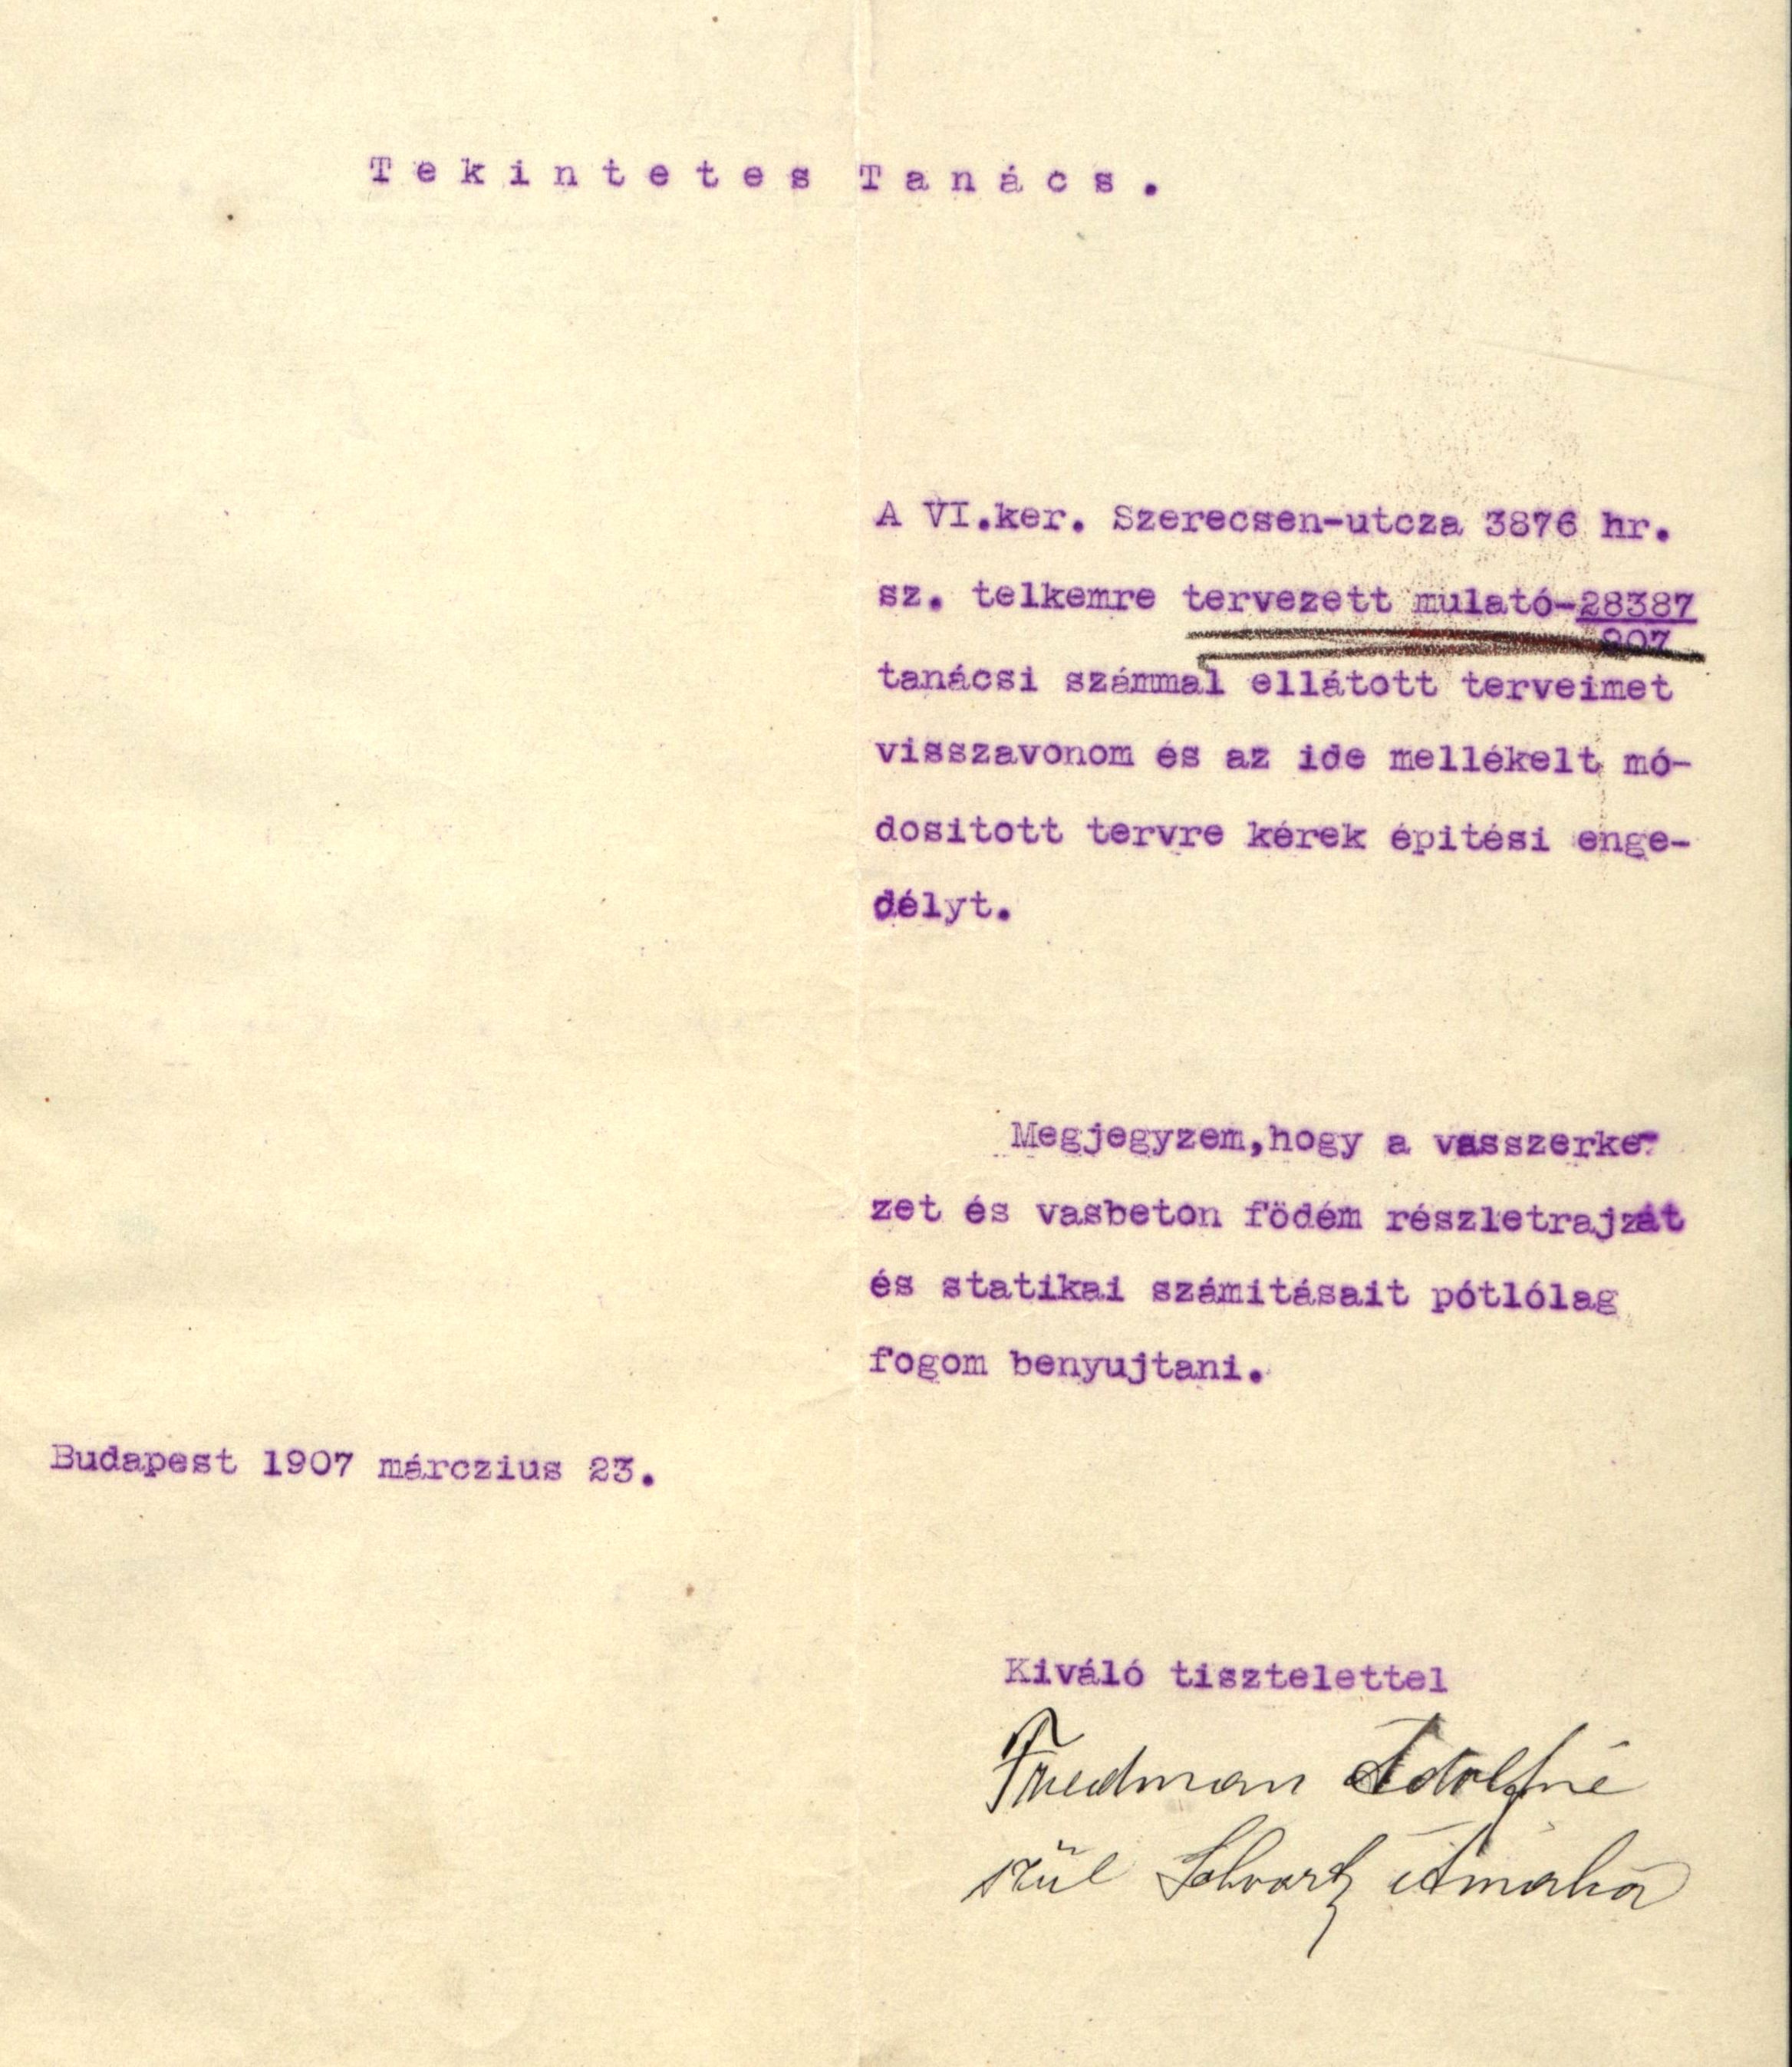 Tekintetes Tanács.
A VI.ker. Szerecsen-utcza 3876 hr.
sz. telkemre tervezett mulató-28387
907
tanácsi számmal ellátott terveimet
visszavonom és az ide mellékelt mó-
dositott tervre kérek épitési enge-
délyt.
Megjegyzem,hogy a vasszerke-
zet és vasbeton födém részletrajzát
és statikai számitásait pótlólag
fogom benyujtani.
Budapest 1907 márczius 23.
Kiváló tisztelettel
Friedman Adolfné
szül Schvartz Amália